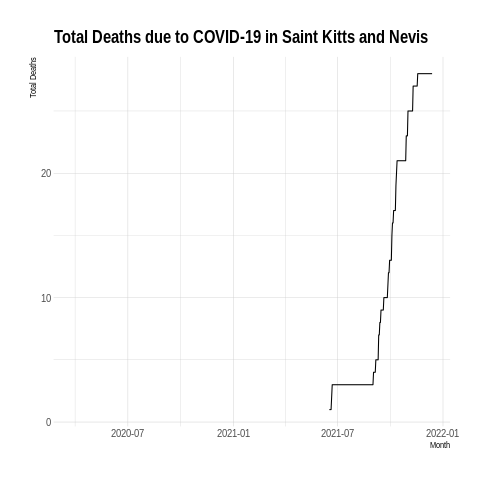 Total Deaths due to COVID-19 in Saint Kitts and Nevis
Total Deaths
20
10
0
2020-07 2021-01 2021-07 2022-01
Month